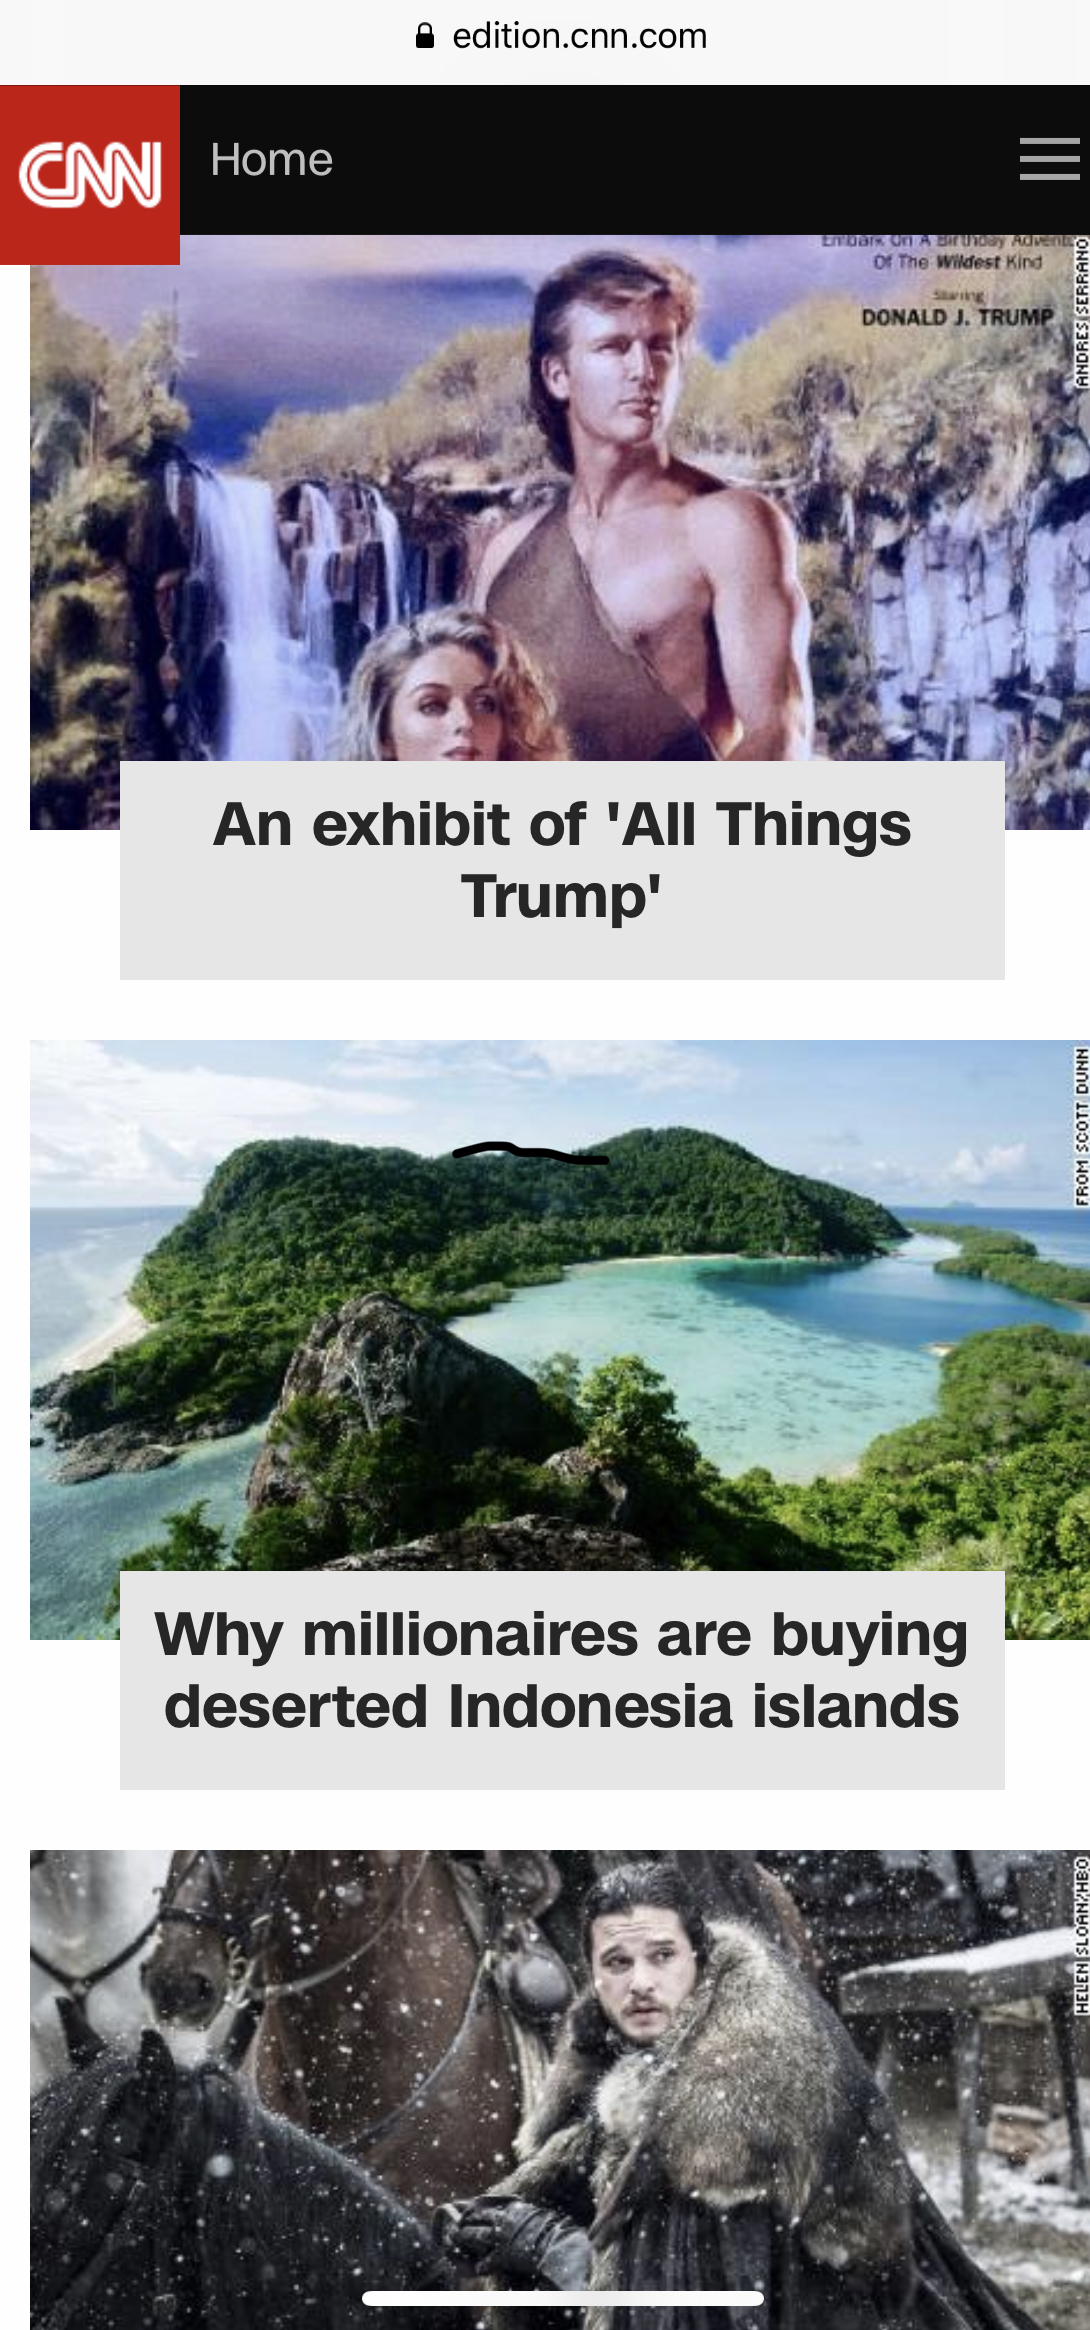 edition.cnn.com
CNN
Home
Embark On A Birthday
Of The Wildest Kind
Starring
DONALD J. TRUMP
ANDRES SERRANO
An exhibit of 'All Things
Trump'
FROM SCOTT DUNN
Why millionaires are buying
deserted Indonesia islands
HELEN SLOAN/HBO